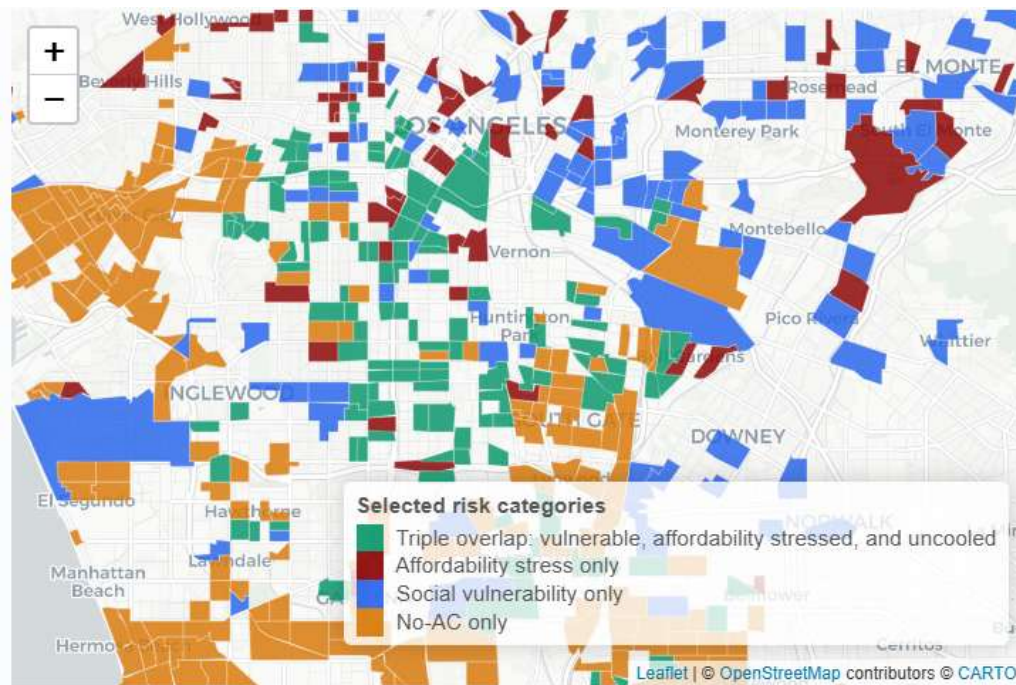 West Hollywood
+
Beverly Hills
−
EL MONTE
Rosemead
LOS ANGELES
Monterey Park
South El Monte
Montebello
Vernon
Huntington
Park
Pico Rivera
Whittier
INGLEWOOD
SOUTH GATE
DOWNEY
El Segundo
Hawthorne
NORWALK
Lawndale
Manhattan
Beach
Bellflower
Cerritos
Selected risk categories
Triple overlap: vulnerable, affordability stressed, and uncooled
Affordability stress only
Social vulnerability only
No-AC only
Leaflet | © OpenStreetMap contributors © CARTO